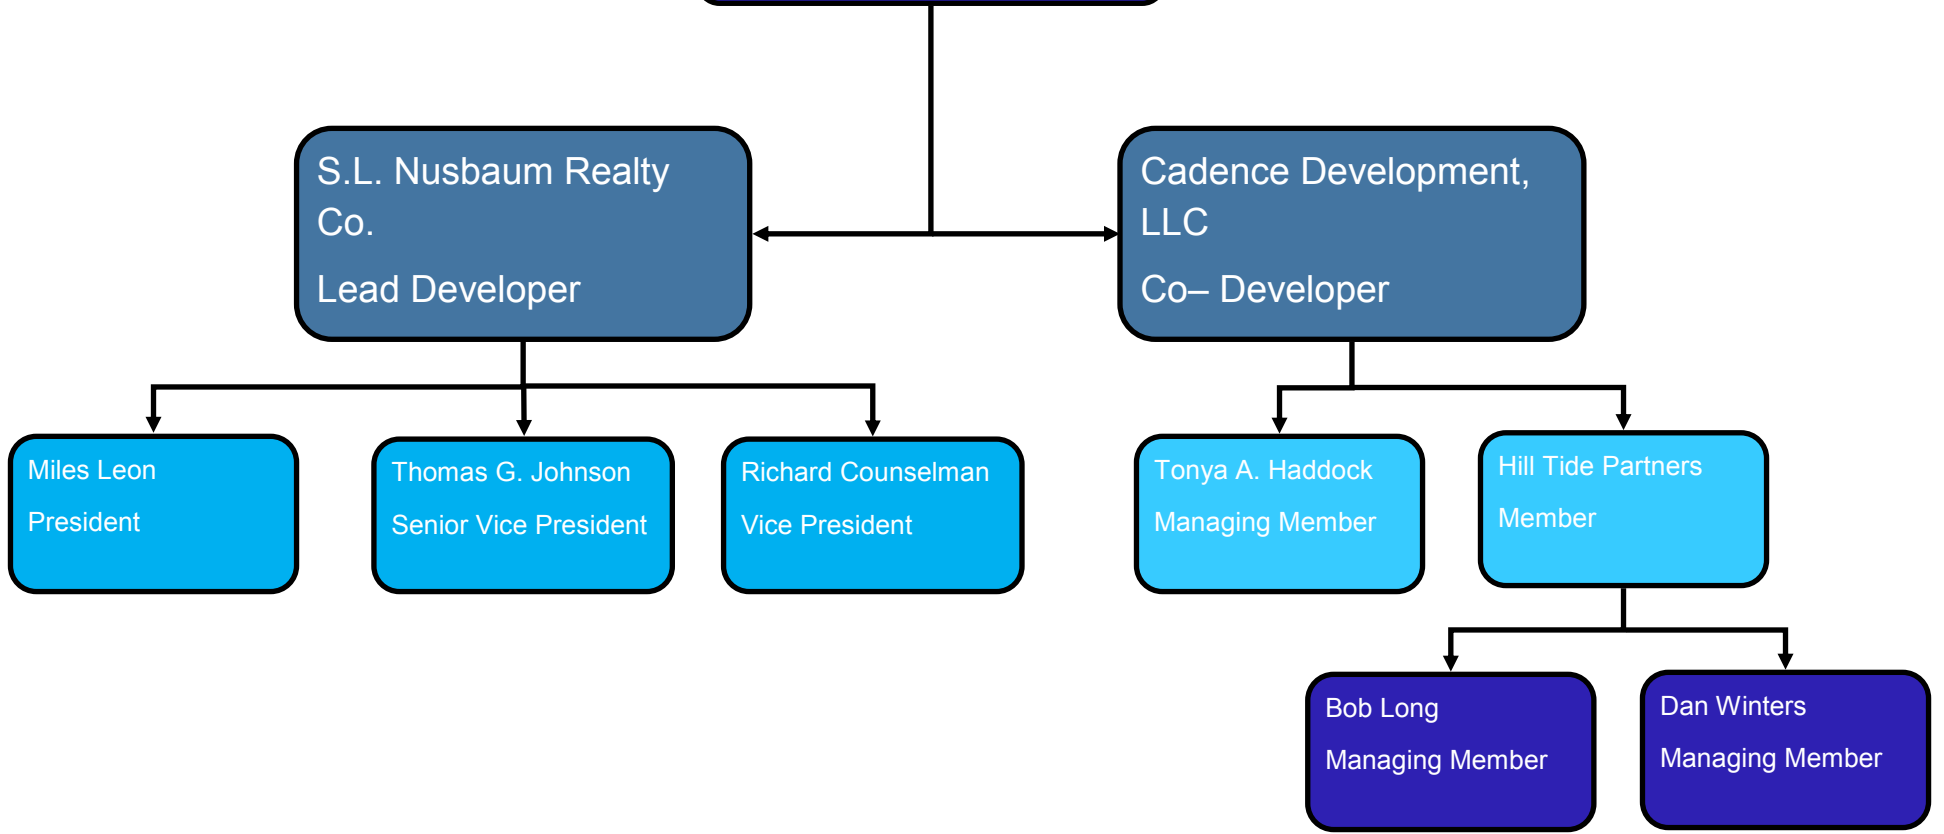 S.L. Nusbaum Realty
Co.
Lead Developer
Cadence Development,
LLC
Co– Developer
Miles Leon
President
Thomas G. Johnson
Senior Vice President
Richard Counselman
Vice President
Tonya A. Haddock
Managing Member
Hill Tide Partners
Member
Bob Long
Managing Member
Dan Winters
Managing Member